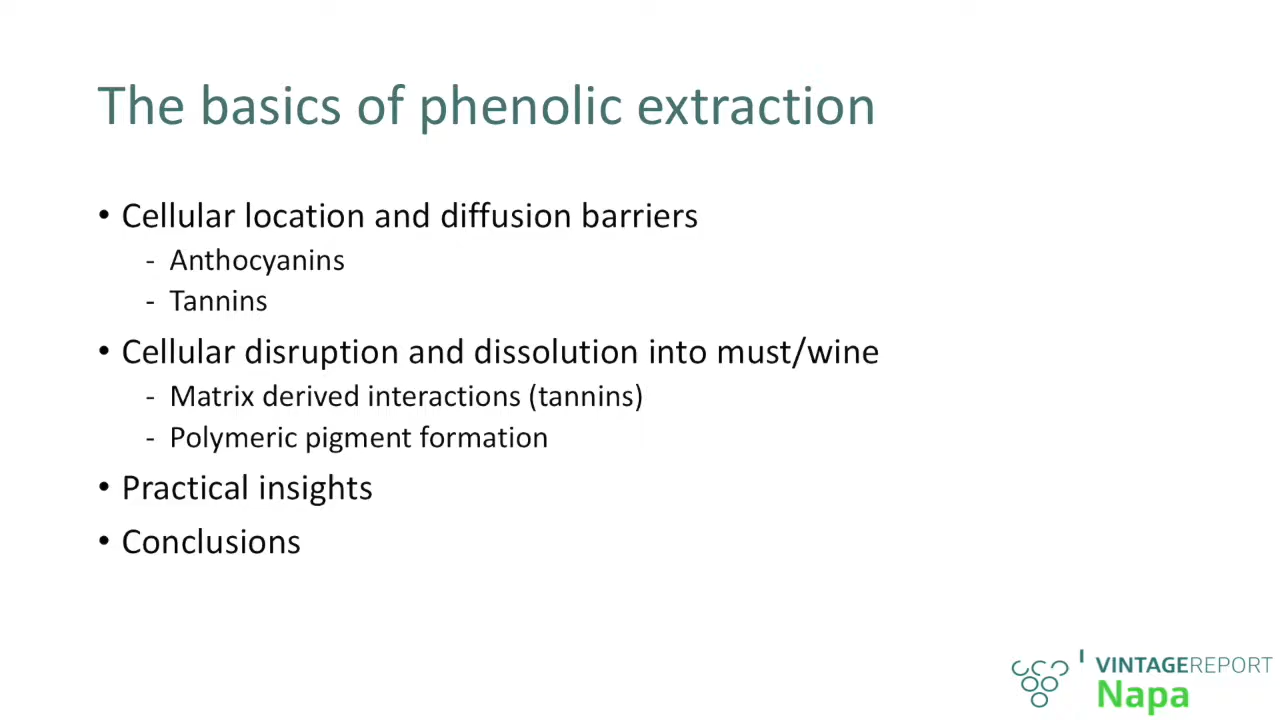 The basics of phenolic extraction
• Cellular location and diffusion barriers
- Anthocyanins
- Tannins
• Cellular disruption and dissolution into must/wine
- Matrix derived interactions (tannins)
- Polymeric pigment formation
• Practical insights
• Conclusions
VINTAGEREPORT
Napa